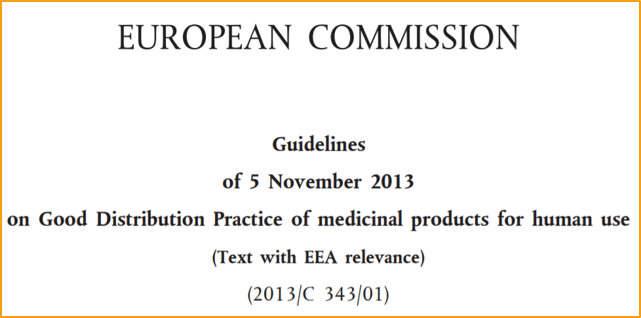 EUROPEAN COMMISSION
Guidelines
of 5 November 2013
on Good Distribution Practice of medicinal products for human use
(Text with EEA relevance)
(2013/C 343/01)